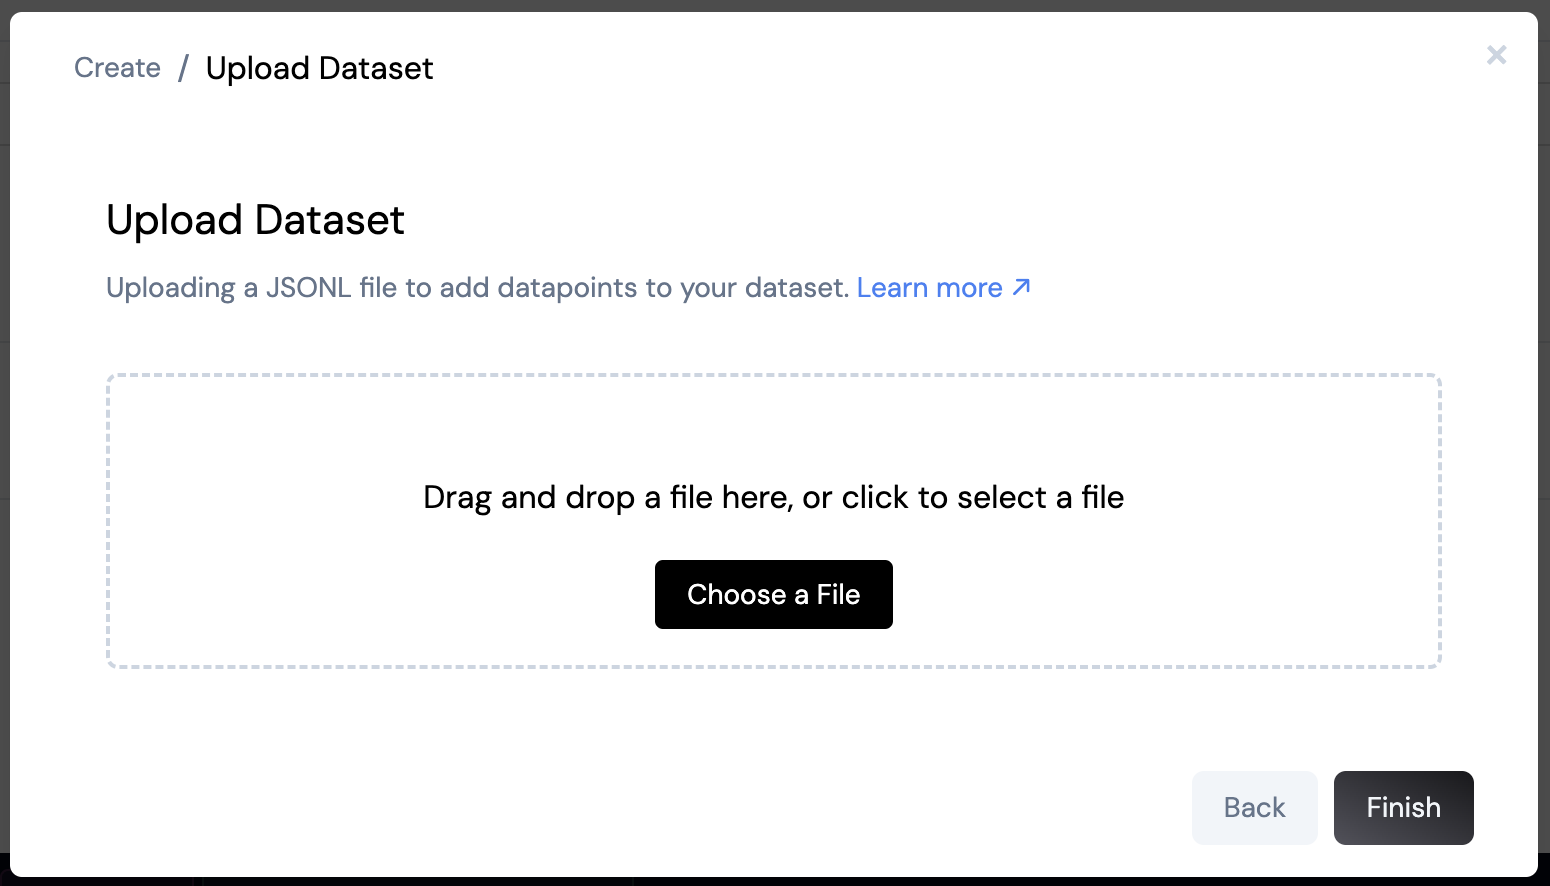 Create / Upload Dataset
Upload Dataset
Uploading a JSONL file to add datapoints to your dataset. Learn more ↗
Drag and drop a file here, or click to select a file
Choose a File
Back
Finish